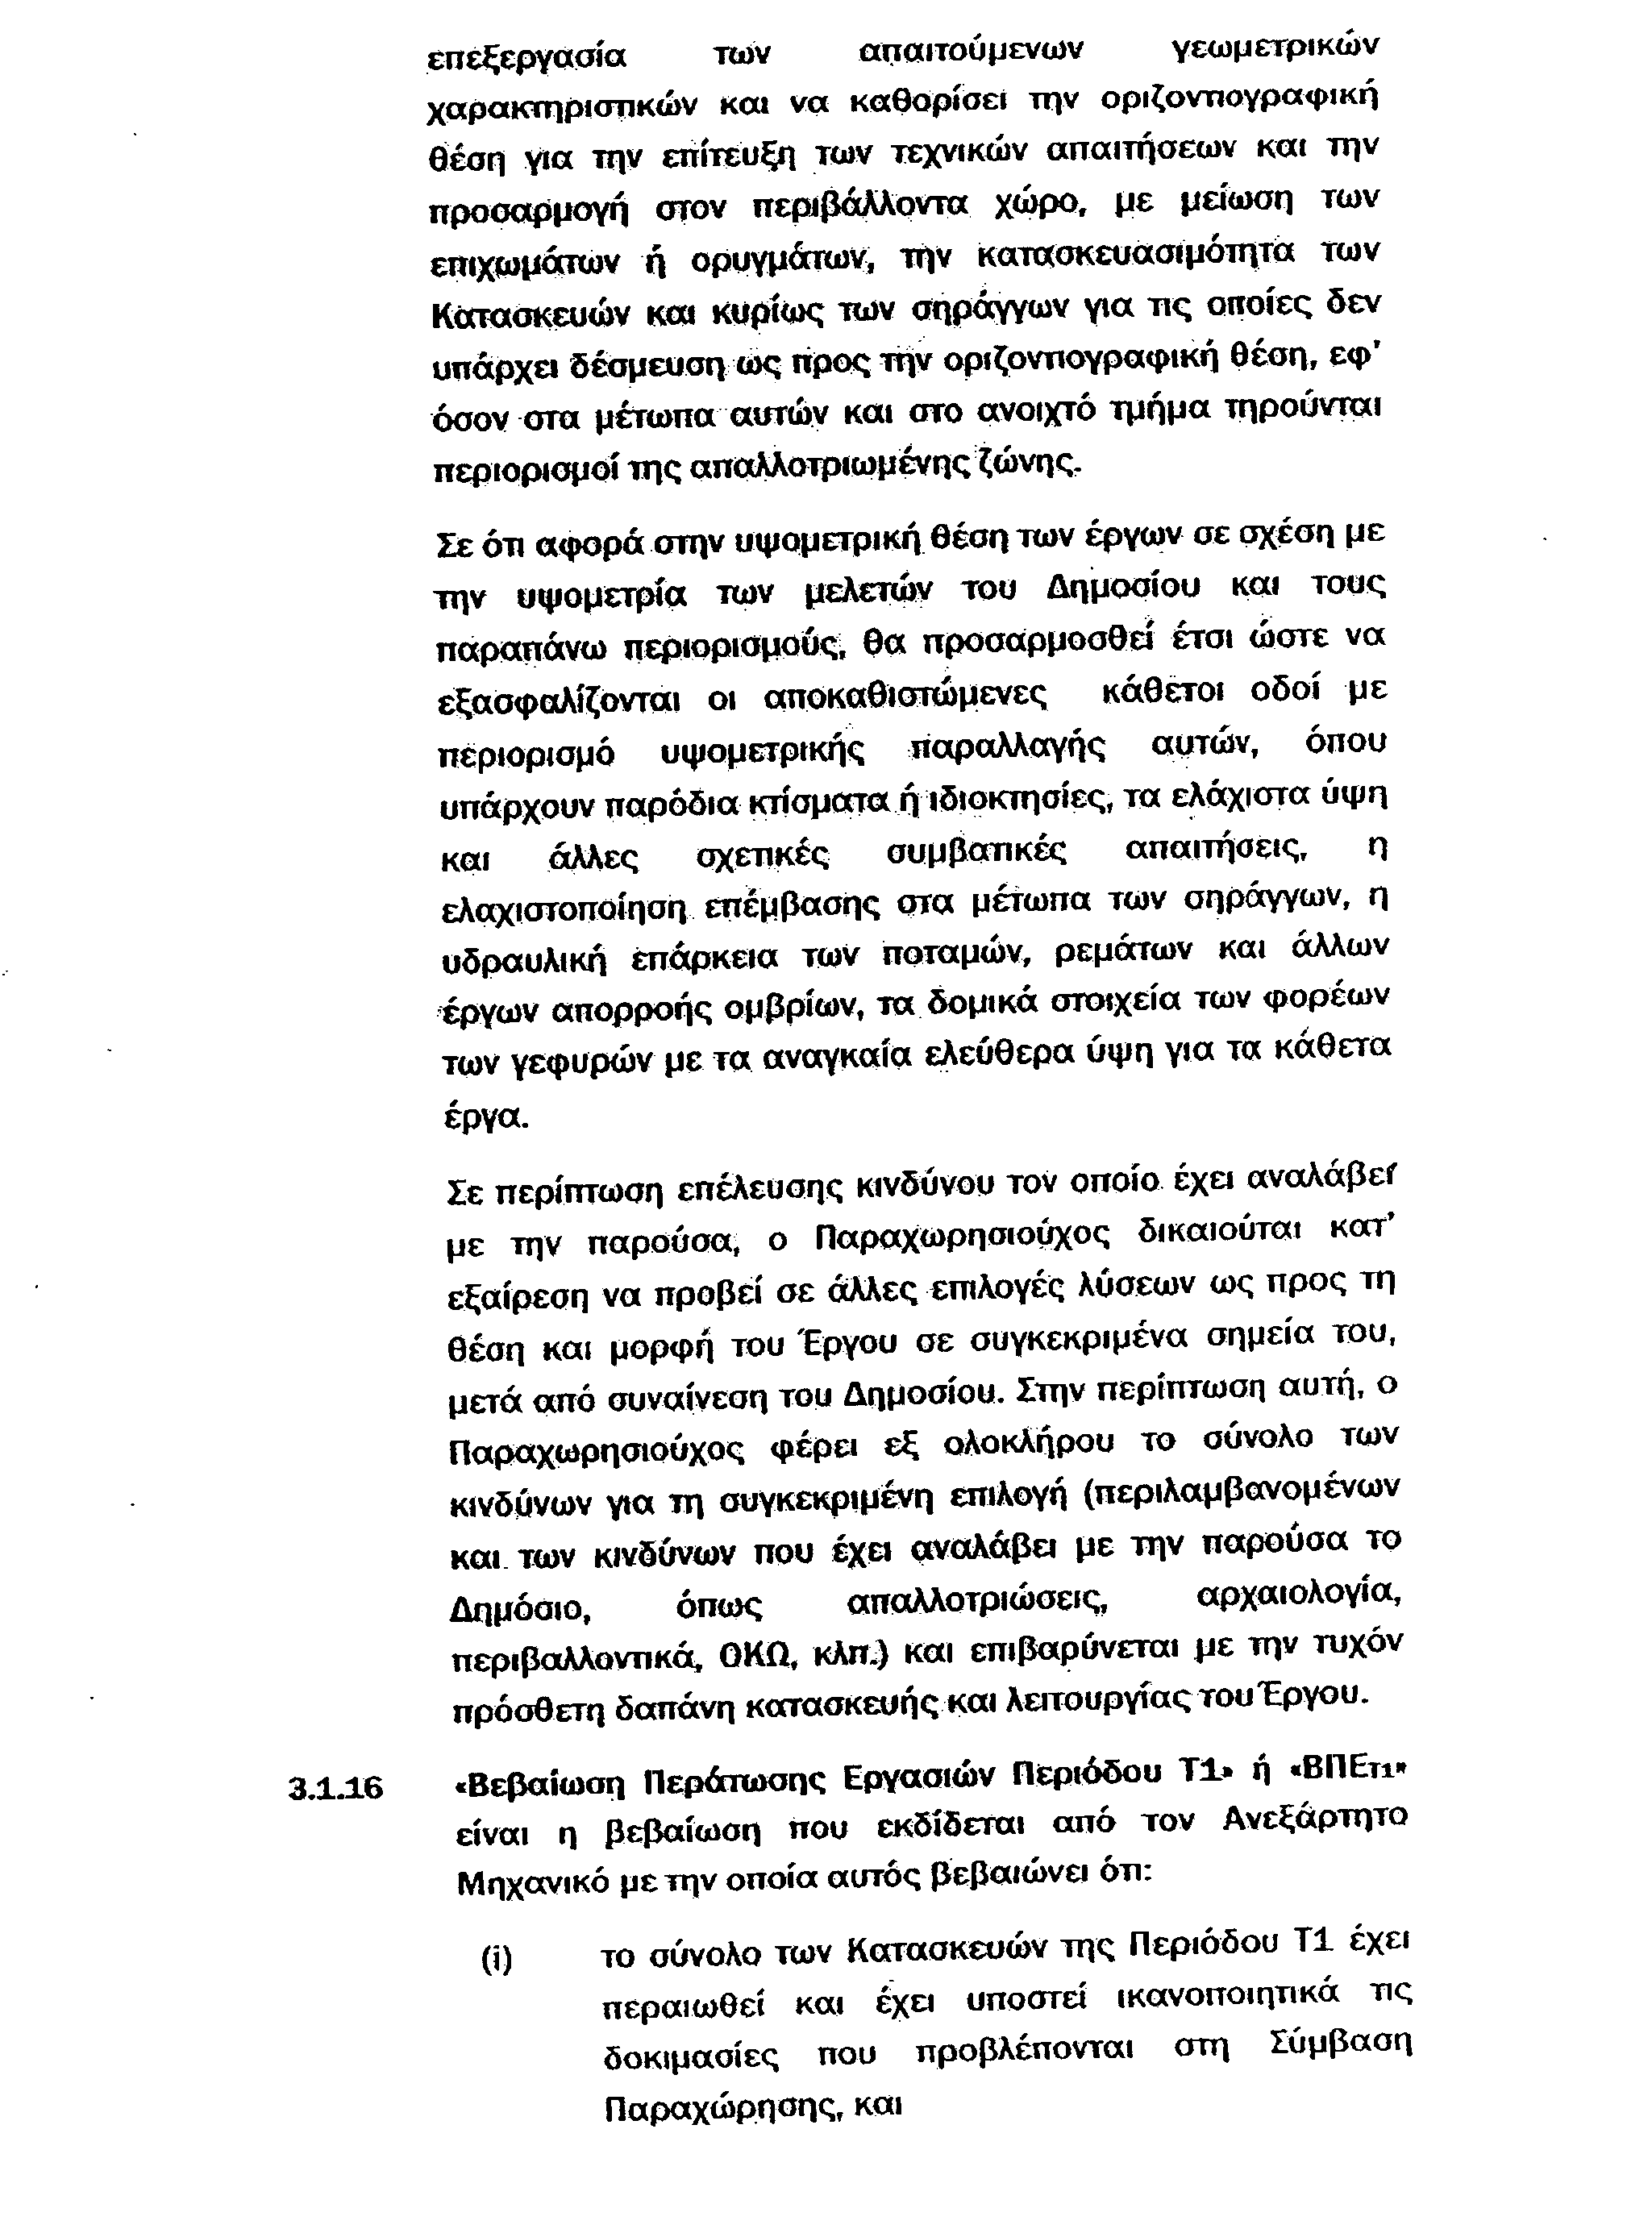 επεξεργασία των απαιτούμενων γεωμετρικών
χαρακτηριστικών και να καθορίσει την οριζοντιογραφική
θέση για την επίτευξη των τεχνικών απαιτήσεων και την
προσαρμογή στον περιβάλλοντα χώρο, με μείωση των
επιχωμάτων ή ορυγμάτων, την κατασκευασιμότητα των
Κατασκευών και κυρίως των σηράγγων για τις οποίες δεν
υπάρχει δέσμευση ως προς την οριζοντιογραφική θέση, εφ'
όσον στα μέτωπα αυτών και στο ανοιχτό τμήμα τηρούνται
περιορισμοί της απαλλοτριωμένης ζώνης.
Σε ότι αφορά στην υψομετρική θέση των έργων σε σχέση με
την υψομετρία των μελετών του Δημοσίου και τους
παραπάνω περιορισμούς, θα προσαρμοσθεί έτσι ώστε να
εξασφαλίζονται οι αποκαθιστώμενες κάθετοι οδοί με
περιορισμό υψομετρικής παραλλαγής αυτών, όπου
υπάρχουν παρόδια κτίσματα ή ιδιοκτησίες, τα ελάχιστα ύψη
και άλλες σχετικές συμβατικές απαιτήσεις, η
ελαχιστοποίηση επέμβασης στα μέτωπα των σηράγγων, η
υδραυλική επάρκεια των ποταμών, ρεμάτων και άλλων
έργων απορροής ομβρίων, τα δομικά στοιχεία των φορέων
των γεφυρών με τα αναγκαία ελεύθερα ύψη για τα κάθετα
έργα.
Σε περίπτωση επέλευσης κινδύνου τον οποίο έχει αναλάβει
με την παρούσα, ο Παραχωρησιούχος δικαιούται κατ'
εξαίρεση να προβεί σε άλλες επιλογές λύσεων ως προς τη
θέση και μορφή του Έργου σε συγκεκριμένα σημεία του,
μετά από συναίνεση του Δημοσίου. Στην περίπτωση αυτή, ο
Παραχωρησιούχος φέρει εξ ολοκλήρου το σύνολο των
κινδύνων για τη συγκεκριμένη επιλογή (περιλαμβανομένων
και των κινδύνων που έχει αναλάβει με την παρούσα το
Δημόσιο, όπως απαλλοτριώσεις, αρχαιολογία,
περιβαλλοντικά, ΟΚΩ, κλπ.) και επιβαρύνεται με την τυχόν
πρόσθετη δαπάνη κατασκευής και λειτουργίας του Έργου.
3.1.16 «Βεβαίωση Περάτωσης Εργασιών Περιόδου Τ1» ή «ΒΠΕΤ1»
είναι η βεβαίωση που εκδίδεται από τον Ανεξάρτητο
Μηχανικό με την οποία αυτός βεβαιώνει ότι:
(i) το σύνολο των Κατασκευών της Περιόδου Τ1 έχει
περαιωθεί και έχει υποστεί ικανοποιητικά τις
δοκιμασίες που προβλέπονται στη Σύμβαση
Παραχώρησης, και